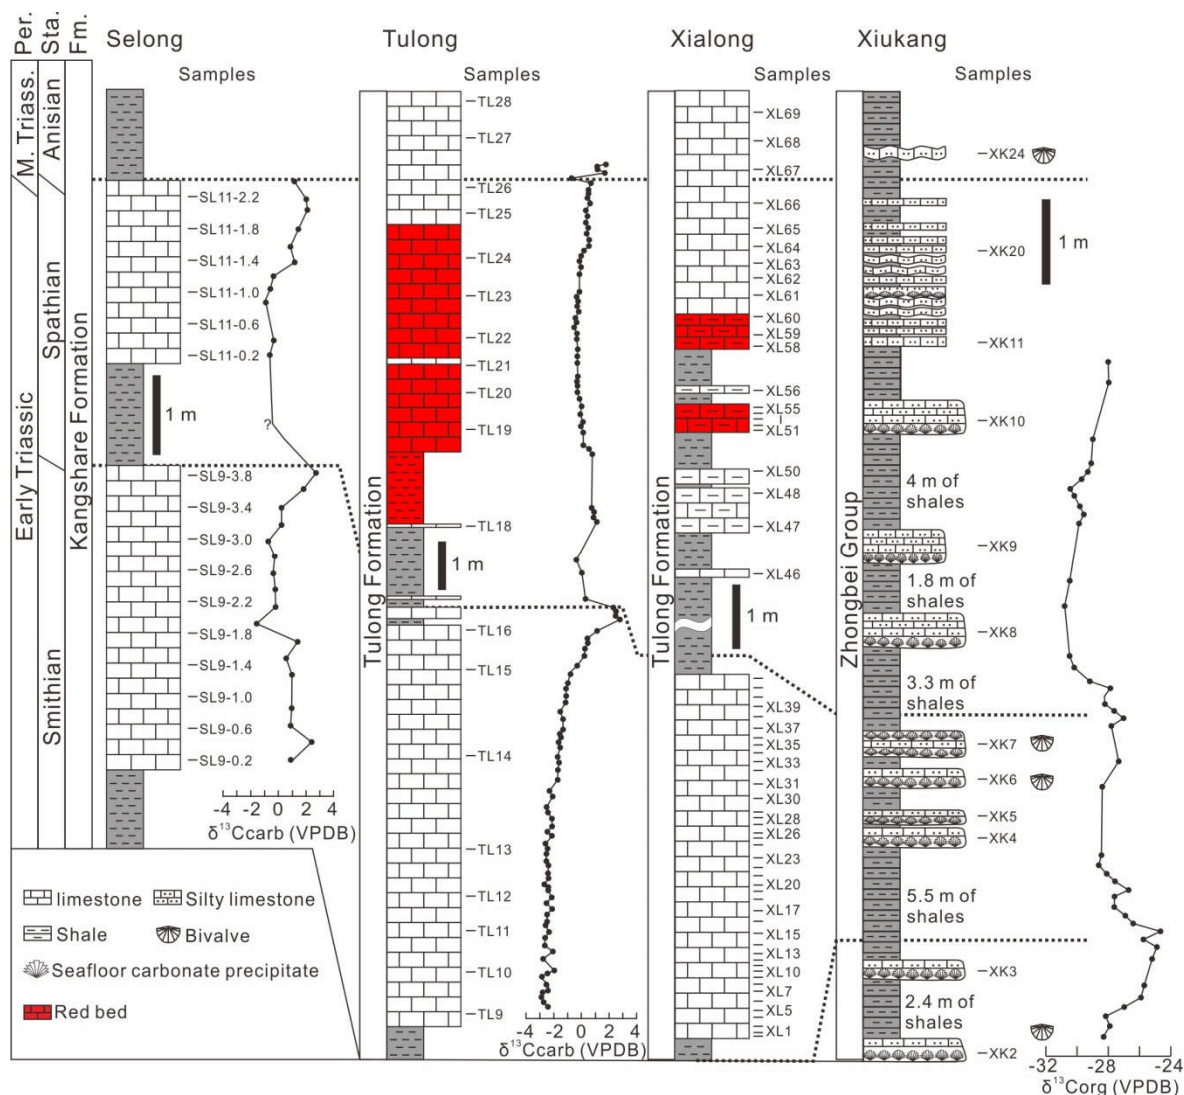 Per.
Sta.
Fm.
Selong
Tulong
Xialong
Xiukang
Samples
Samples
Samples
Samples
M. Triass.
Anisian
Early Triassic
Spathian
Smithian
Kangshare Formation
SL11-2.2
SL11-1.8
SL11-1.4
SL11-1.0
SL11-0.6
SL11-0.2
1 m
?
SL9-3.8
SL9-3.4
SL9-3.0
SL9-2.6
SL9-2.2
SL9-1.8
SL9-1.4
SL9-1.0
SL9-0.6
SL9-0.2
-4 -2 0 2 4
δ¹³Ccarb (VPDB)
Tulong Formation
TL28
TL27
TL26
TL25
TL24
TL23
TL22
TL21
TL20
TL19
TL18
1 m
TL16
TL15
TL14
TL13
TL12
TL11
TL10
TL9
-4 -2 0 2 4
δ¹³Ccarb (VPDB)
Tulong Formation
XL69
XL68
XL67
XL66
XL65
XL64
XL63
XL62
XL61
XL60
XL59
XL58
XL56
XL55
XL51
XL50
XL48
XL47
XL46
1 m
XL39
XL37
XL35
XL33
XL31
XL30
XL28
XL26
XL23
XL20
XL17
XL15
XL13
XL10
XL7
XL5
XL1
Zhongbei Group
XK24
1 m
XK20
XK11
XK10
4 m of
shales
XK9
1.8 m of
shales
XK8
3.3 m of
shales
XK7
XK6
XK5
XK4
5.5 m of
shales
XK3
2.4 m of
shales
XK2
-32 -28 -24
δ¹³Corg (VPDB)
limestone
Silty limestone
Shale
Bivalve
Seafloor carbonate precipitate
Red bed